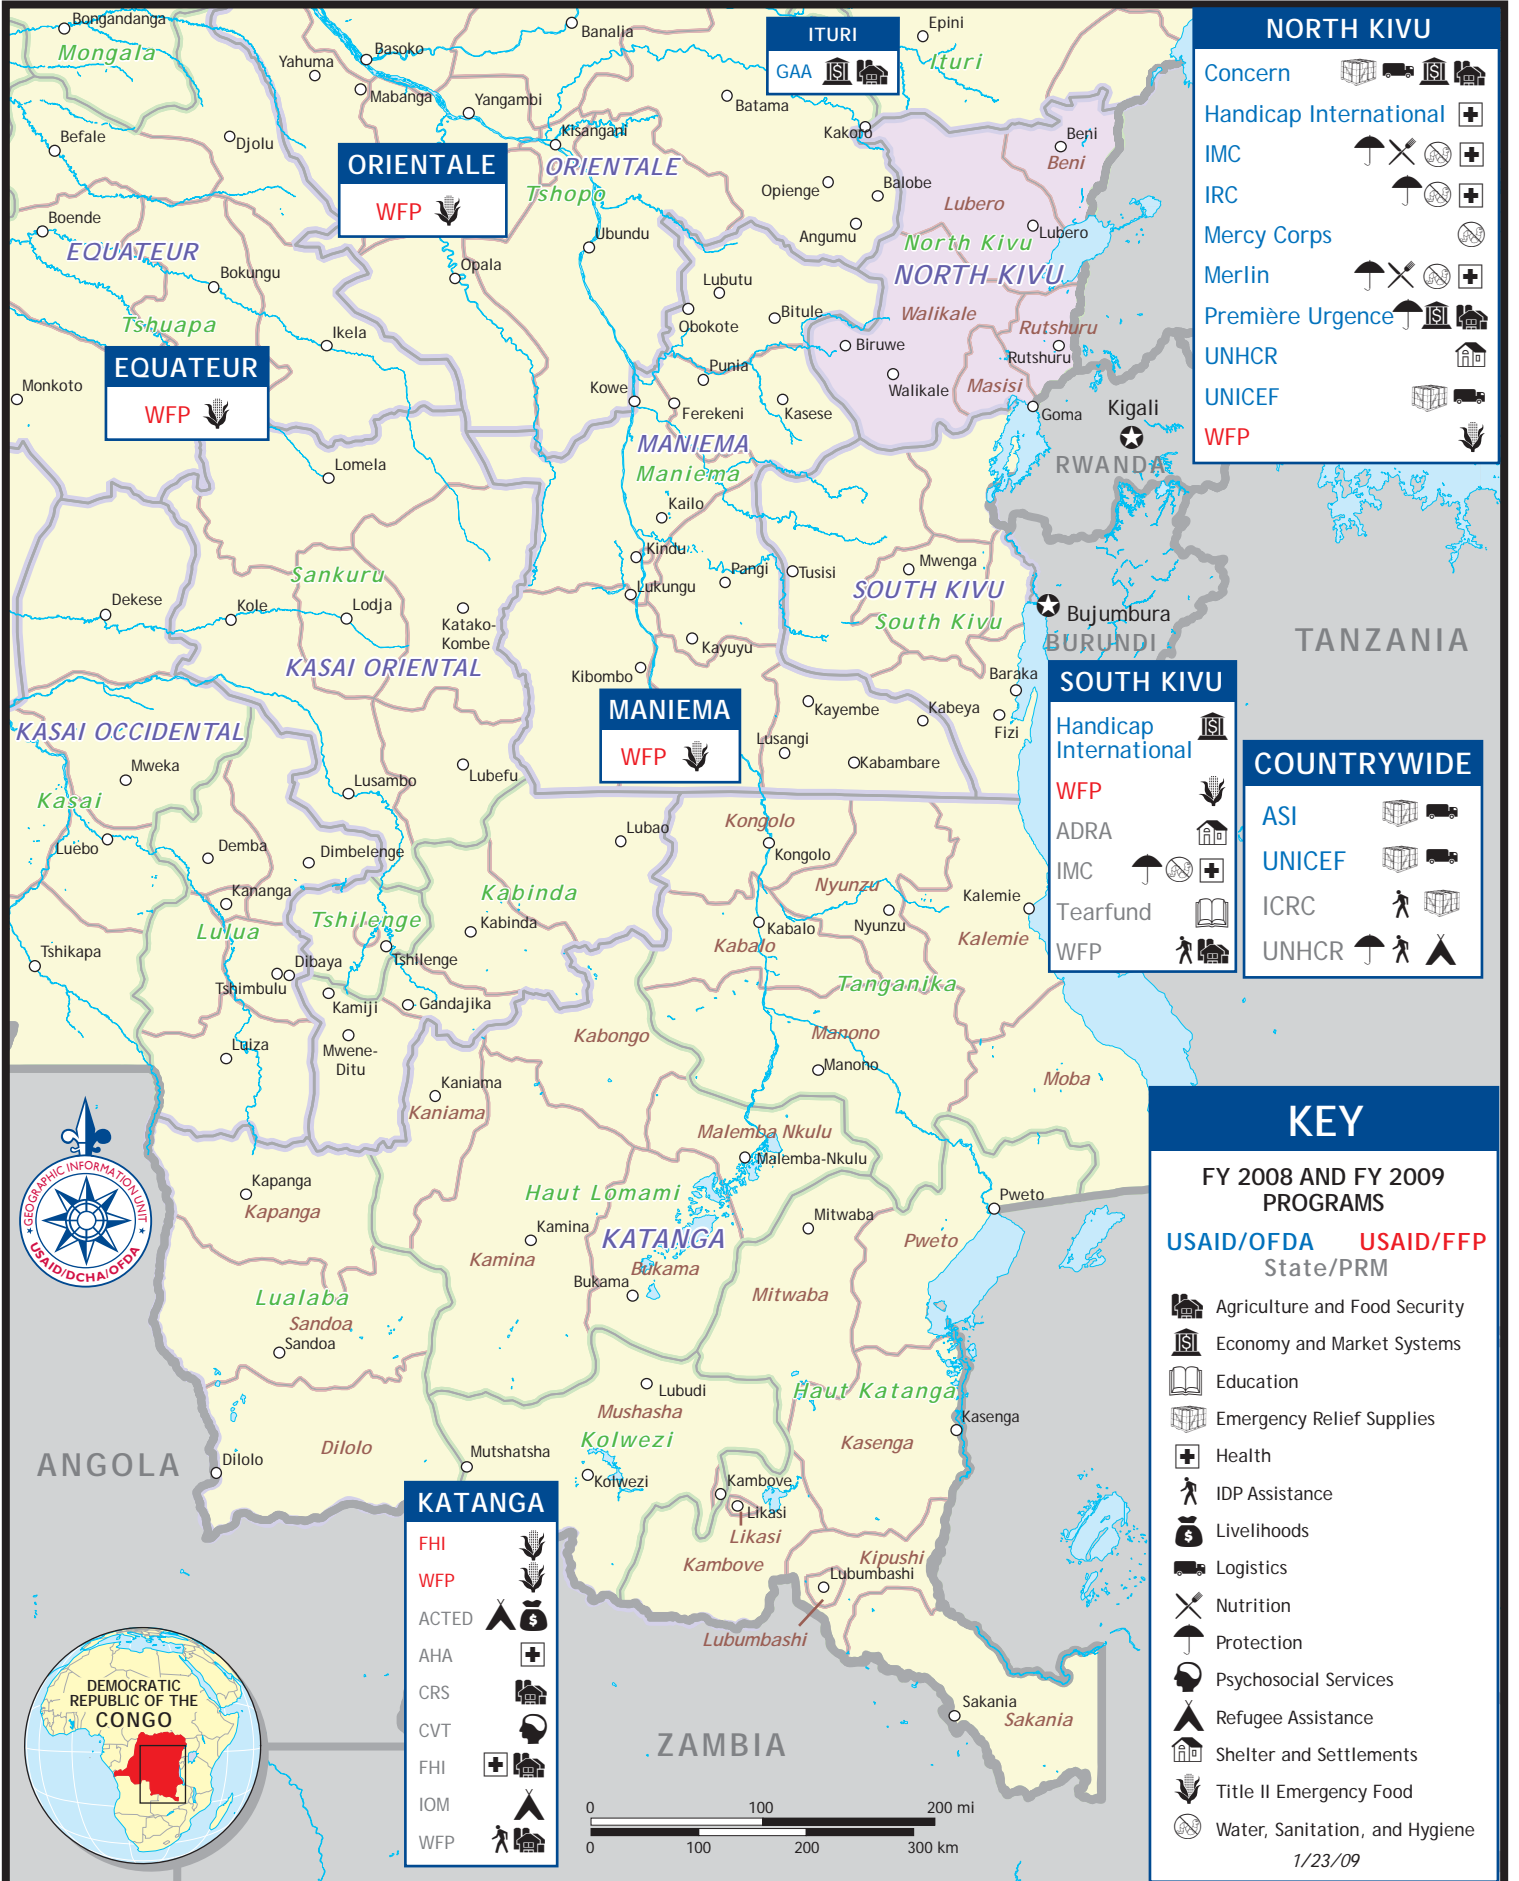 Bongandanga
Mongala
Basoko
Yahuma
Mabanga
Yangambi
Banalia
Epini
Ituri
Batama
Kakoro
Befale
Djolu
Kisangani
Beni
Beni
ORIENTALE
Tshopo
Opienge
Balobe
Lubero
Lubero
Angumu
Boende
EQUATEUR
Bokungu
Ubundu
North Kivu
NORTH KIVU
Opala
Lubutu
Tshuapa
Ikela
Obokote
Bitule
Walikale
Rutshuru
Rutshuru
Biruwe
Monkoto
Punia
Walikale
Masisi
Kowe
Ferekeni
Kasese
Goma
Kigali
RWANDA
MANIEMA
Maniema
Lomela
Kailo
Kindu
Pangi
Tusisi
Mwenga
Sankuru
Lukungu
SOUTH KIVU
South Kivu
Dekese
Kole
Lodja
Katako-
Kombe
Bujumbura
BURUNDI
TANZANIA
Kayuyu
KASAI ORIENTAL
Kibombo
Baraka
Kayembe
Kabeya
Fizi
KASAI OCCIDENTAL
Lusangi
Kabambare
Mweka
Kasai
Lusambo
Lubefu
Luebo
Demba
Dimbelenge
Lubao
Kongolo
Kongolo
Kananga
Kabinda
Nyunzu
Kalemie
Lulua
Tshilenge
Kabinda
Kabalo
Kabalo
Nyunzu
Kalemie
Tshikapa
Tshilenge
Dibaya
Tshimbulu
Tanganika
Kamiji
Gandajika
Kabongo
Manono
Luiza
Mwene-
Ditu
Manono
Moba
Kaniama
Kaniama
Malemba Nkulu
Malemba-Nkulu
Kapanga
Kapanga
Haut Lomami
Pweto
Kamina
Kamina
KATANGA
Mitwaba
Pweto
Bukama
Bukama
Mitwaba
Lualaba
Sandoa
Sandoa
Haut Katanga
Lubudi
Mushasha
Kolwezi
Kasenga
Kasenga
Dilolo
Dilolo
Mutshatsha
Kolwezi
Kambove
Likasi
Likasi
Kambove
Kipushi
Lubumbashi
Lubumbashi
Sakania
Sakania
ANGOLA
ZAMBIA
ITURI
GAA
ORIENTALE
WFP
EQUATEUR
WFP
MANIEMA
WFP
NORTH KIVU
Concern
Handicap International
IMC
IRC
Mercy Corps
Merlin
Première Urgence
UNHCR
UNICEF
WFP
SOUTH KIVU
Handicap
International
WFP
ADRA
IMC
Tearfund
WFP
COUNTRYWIDE
ASI
UNICEF
ICRC
UNHCR
KATANGA
FHI
WFP
ACTED
AHA
CRS
CVT
FHI
IOM
WFP
KEY
FY 2008 AND FY 2009
PROGRAMS
USAID/OFDA USAID/FFP
State/PRM
Agriculture and Food Security
Economy and Market Systems
Education
Emergency Relief Supplies
Health
IDP Assistance
Livelihoods
Logistics
Nutrition
Protection
Psychosocial Services
Refugee Assistance
Shelter and Settlements
Title II Emergency Food
Water, Sanitation, and Hygiene
1/23/09
GEOGRAPHIC INFORMATION UNIT
USAID/DCHA/OFDA
DEMOCRATIC
REPUBLIC OF THE
CONGO
0 100 200 mi
0 100 200 300 km